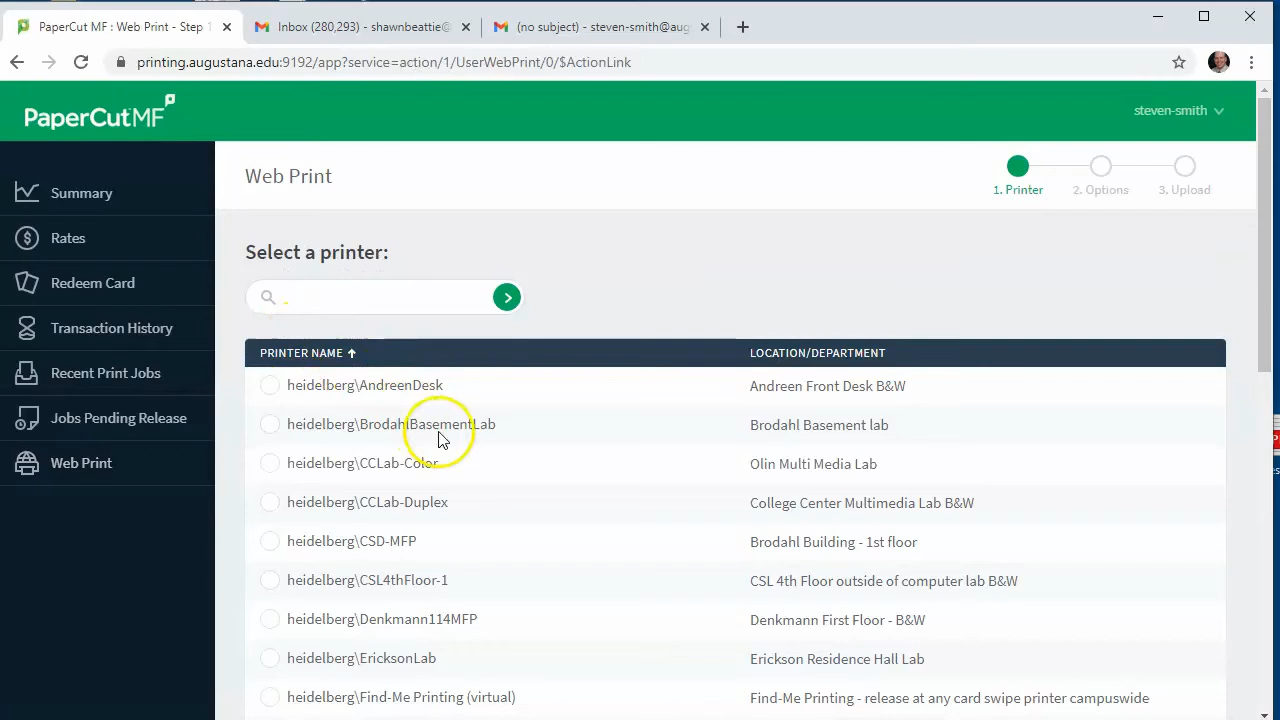 PaperCut MF : Web Print - Step 1
Inbox (280,293) - shawnbeattie@
(no subject) - steven-smith@aug
printing.augustana.edu:9192/app?service=action/1/UserWebPrint/0/$ActionLink
PaperCut MF
steven-smith
Summary
Rates
Redeem Card
Transaction History
Recent Print Jobs
Jobs Pending Release
Web Print
Web Print
1. Printer
2. Options
3. Upload
Select a printer:
PRINTER NAME LOCATION/DEPARTMENT
heidelberg\AndreenDesk Andreen Front Desk B&W
heidelberg\BrodahlBasementLab Brodahl Basement lab
heidelberg\CCLab-Color Olin Multi Media Lab
heidelberg\CCLab-Duplex College Center Multimedia Lab B&W
heidelberg\CSD-MFP Brodahl Building - 1st floor
heidelberg\CSL4thFloor-1 CSL 4th Floor outside of computer lab B&W
heidelberg\Denkmann114MFP Denkmann First Floor - B&W
heidelberg\EricksonLab Erickson Residence Hall Lab
heidelberg\Find-Me Printing (virtual) Find-Me Printing - release at any card swipe printer campuswide